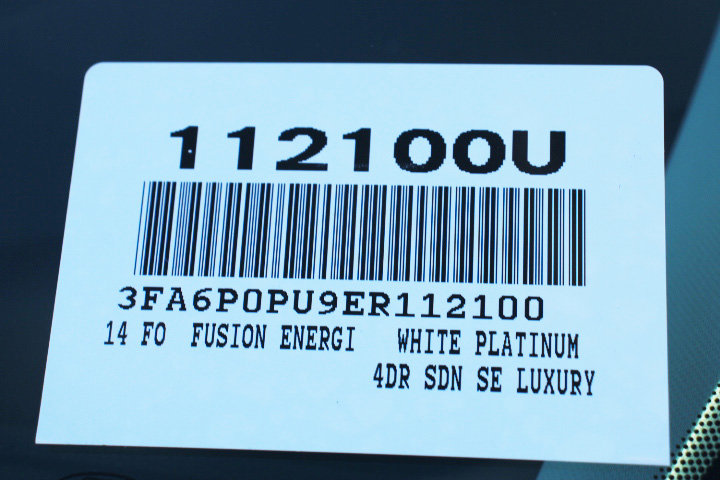 112100U
3FA6P0PU9ER112100
14 FO FUSION ENERGI WHITE PLATINUM
4DR SDN SE LUXURY